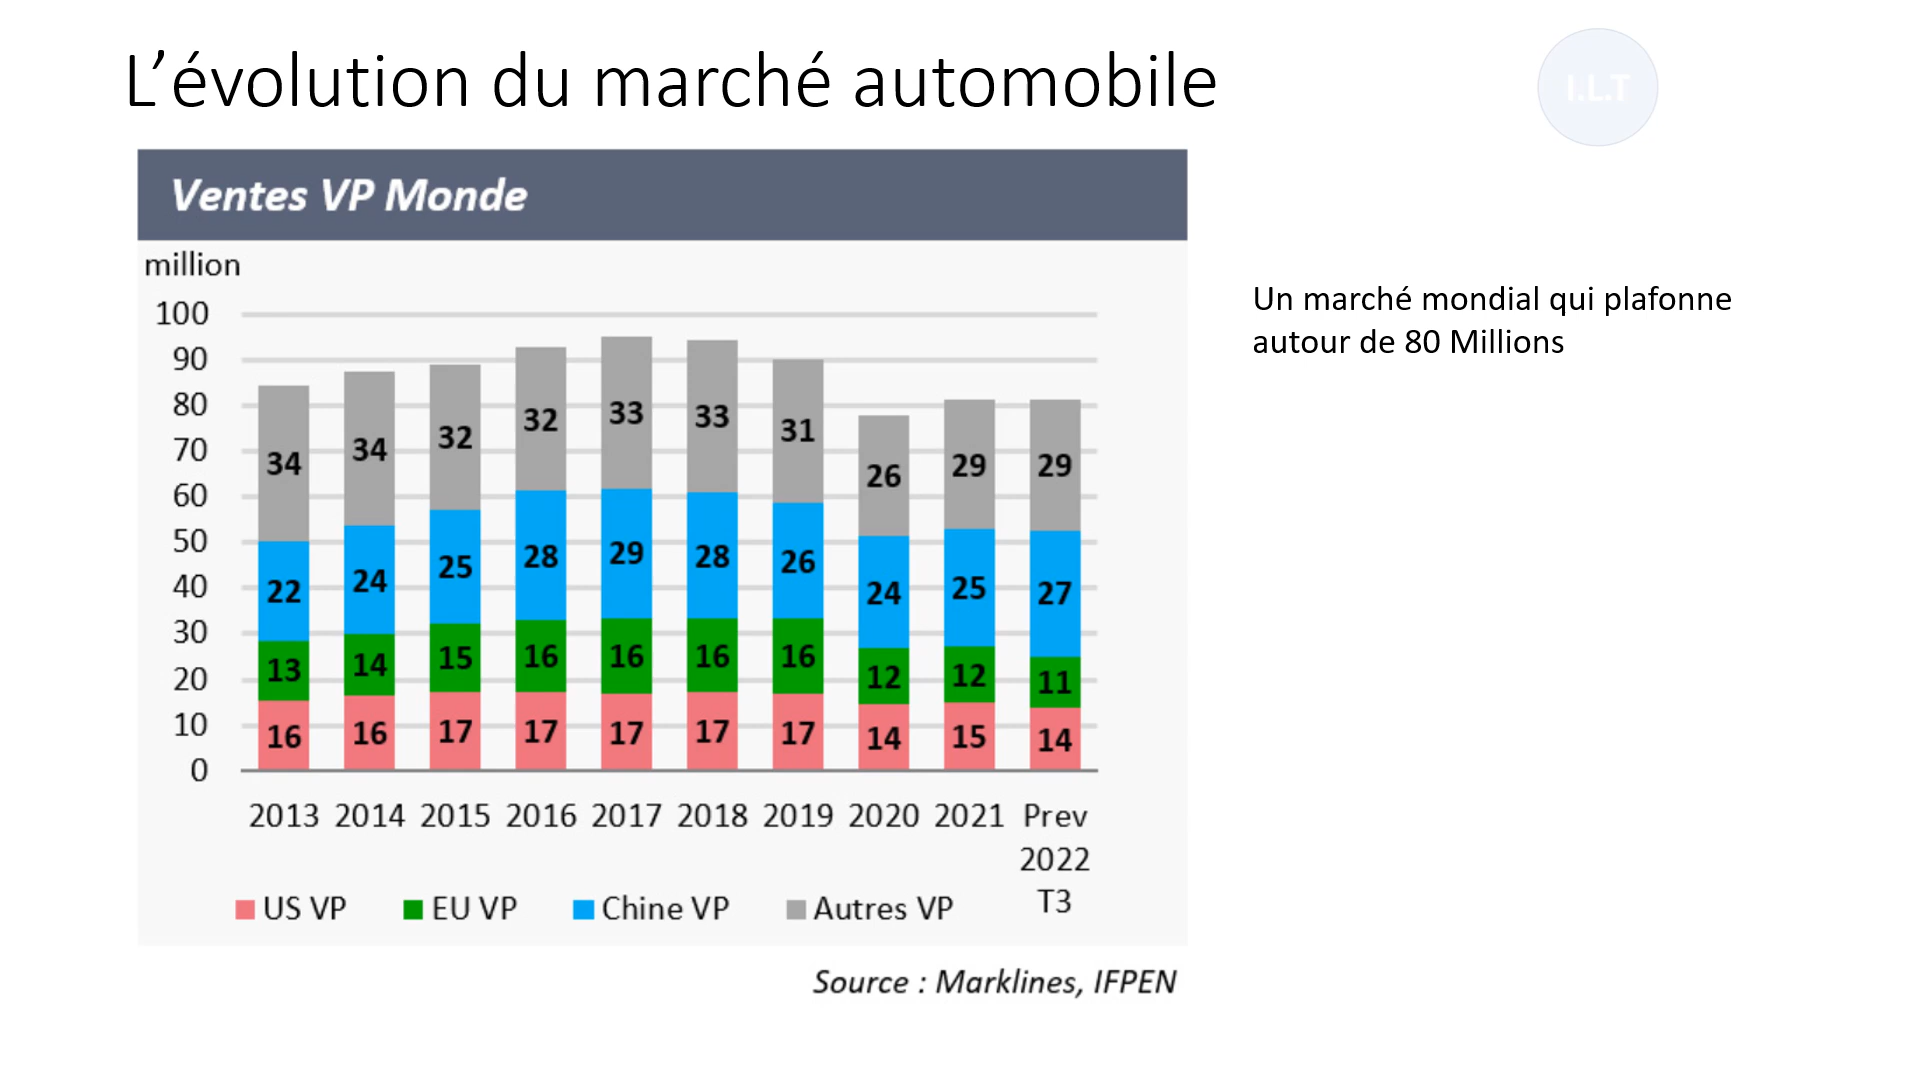 L’évolution du marché automobile
I.L.T
Ventes VP Monde
million
100
90
80
70
60
50
40
30
20
10
0
34 34 32 32 33 33 31 26 29 29
22 24 25 28 29 28 26 24 25 27
13 14 15 16 16 16 16 12 12 11
16 16 17 17 17 17 17 14 15 14
2013 2014 2015 2016 2017 2018 2019 2020 2021 Prev
2022
T3
US VP EU VP Chine VP Autres VP
Source : Marklines, IFPEN
Un marché mondial qui plafonne
autour de 80 Millions